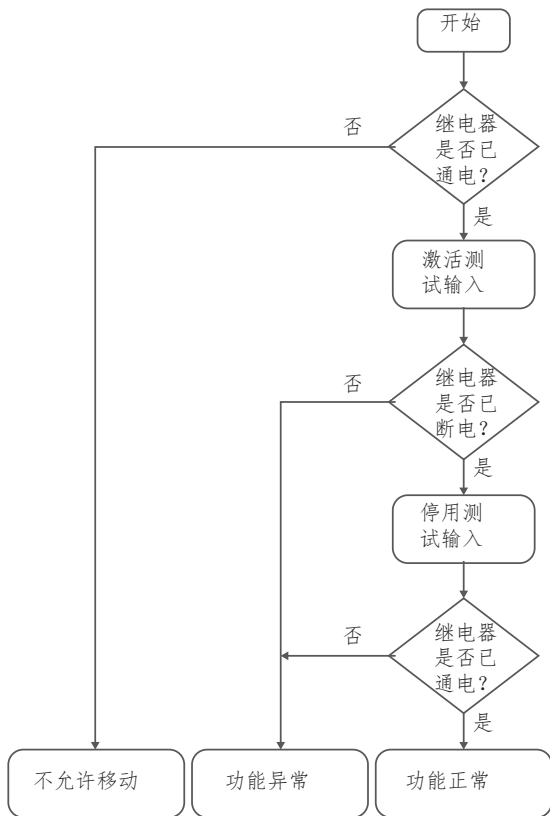 开始
否
继电器
是否已
通电？
是
激活测
试输入
否
继电器
是否已
断电？
是
停用测
试输入
否
继电器
是否已
通电？
是
不允许移动
功能异常
功能正常